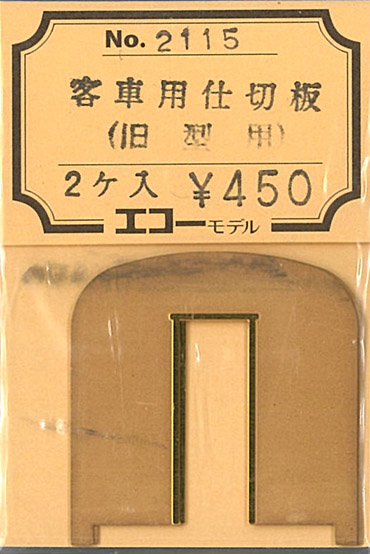 No. 2115
客車用仕切板
(旧型用)
2ケ入 ¥450
エコーモデル